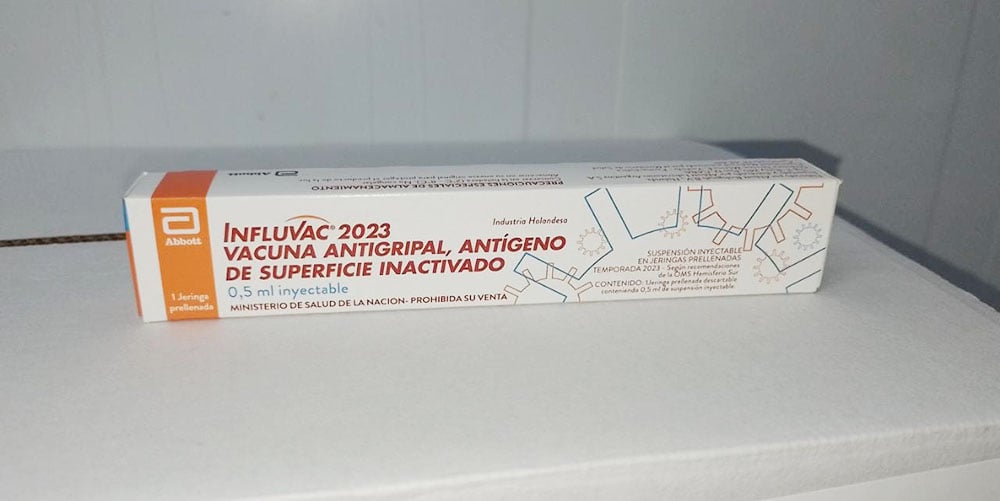 Abbott
PRECAUCIONES ESPECIALES DE ALMACENAMIENTO
Abbott
1 Jeringa
prellenada
INFLUVAC® 2023
Industria Holandesa
VACUNA ANTIGRIPAL, ANTÍGENO
DE SUPERFICIE INACTIVADO
0,5 ml inyectable
MINISTERIO DE SALUD DE LA NACION- PROHIBIDA SU VENTA
SUSPENSIÓN INYECTABLE
EN JERINGAS PRELLENADAS
TEMPORADA 2023 - Según recomendaciones
de la OMS Hemisferio Sur
CONTENIDO: 1Jeringa prellenada descartable
conteniendo 0,5 ml de suspensión inyectable.